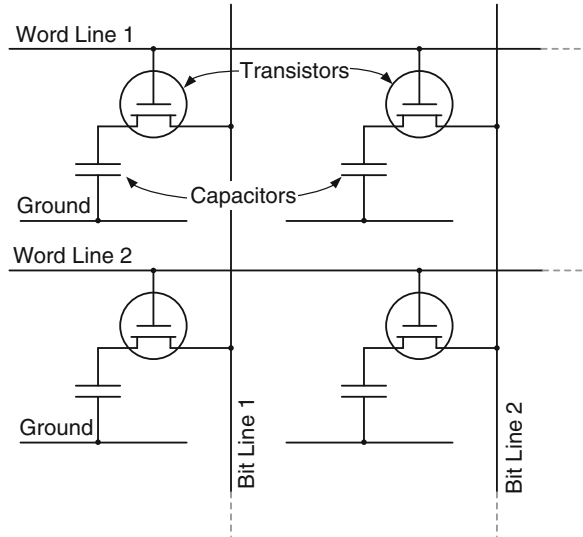 Word Line 1
Transistors
Capacitors
Ground
Word Line 2
Ground
Bit Line 1
Bit Line 2